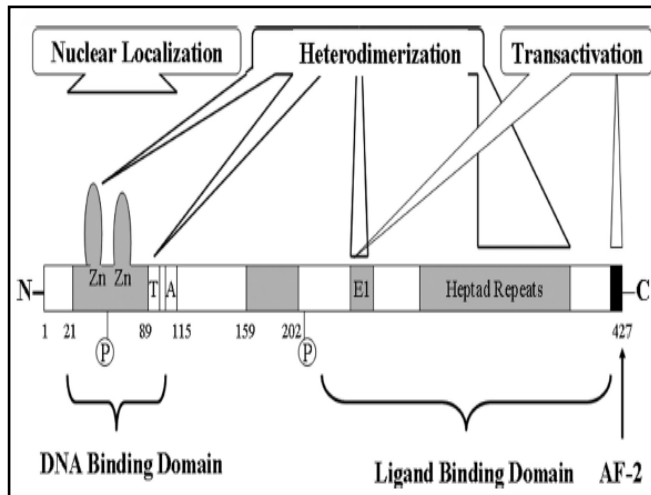 Nuclear Localization Heterodimerization Transactivation
Zn Zn
N T A E1 Heptad Repeats C
1 21 89 115 159 202 427
P P
DNA Binding Domain Ligand Binding Domain AF-2